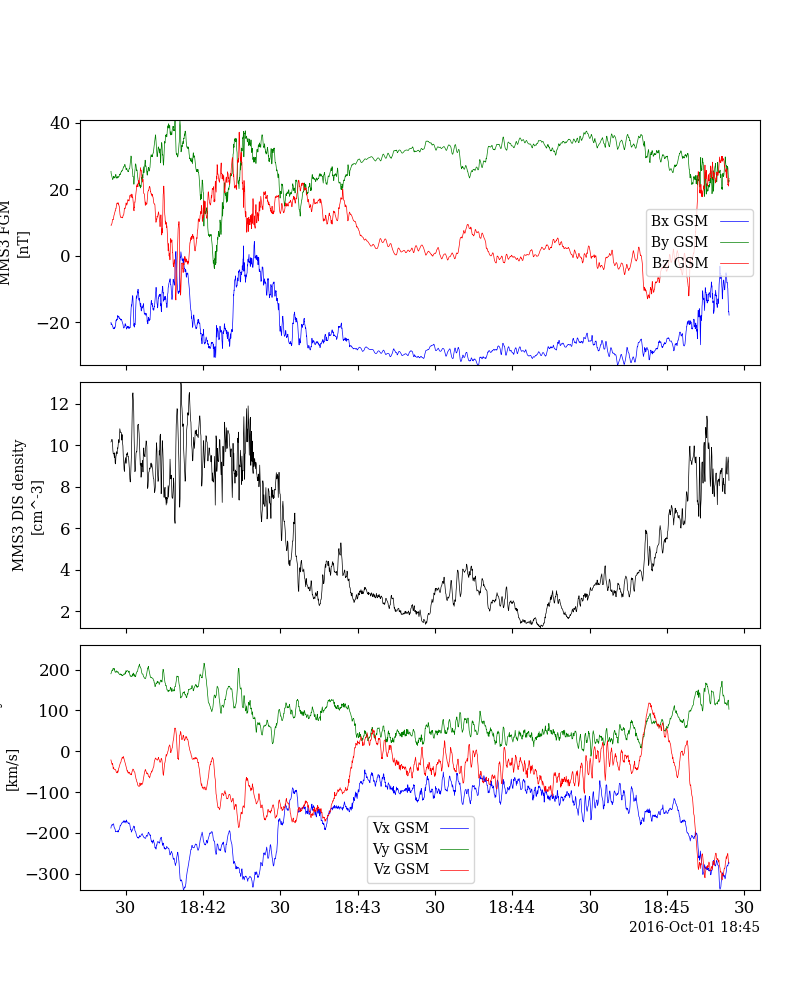 40
20
0
−20
MMS3 FGM
[nT]
Bx GSM
By GSM
Bz GSM
12
10
8
6
4
2
MMS3 DIS density
[cm^-3]
200
100
0
−100
−200
−300
[km/s]
Vx GSM
Vy GSM
Vz GSM
30 18:42 30 18:43 30 18:44 30 18:45 30
2016-Oct-01 18:45